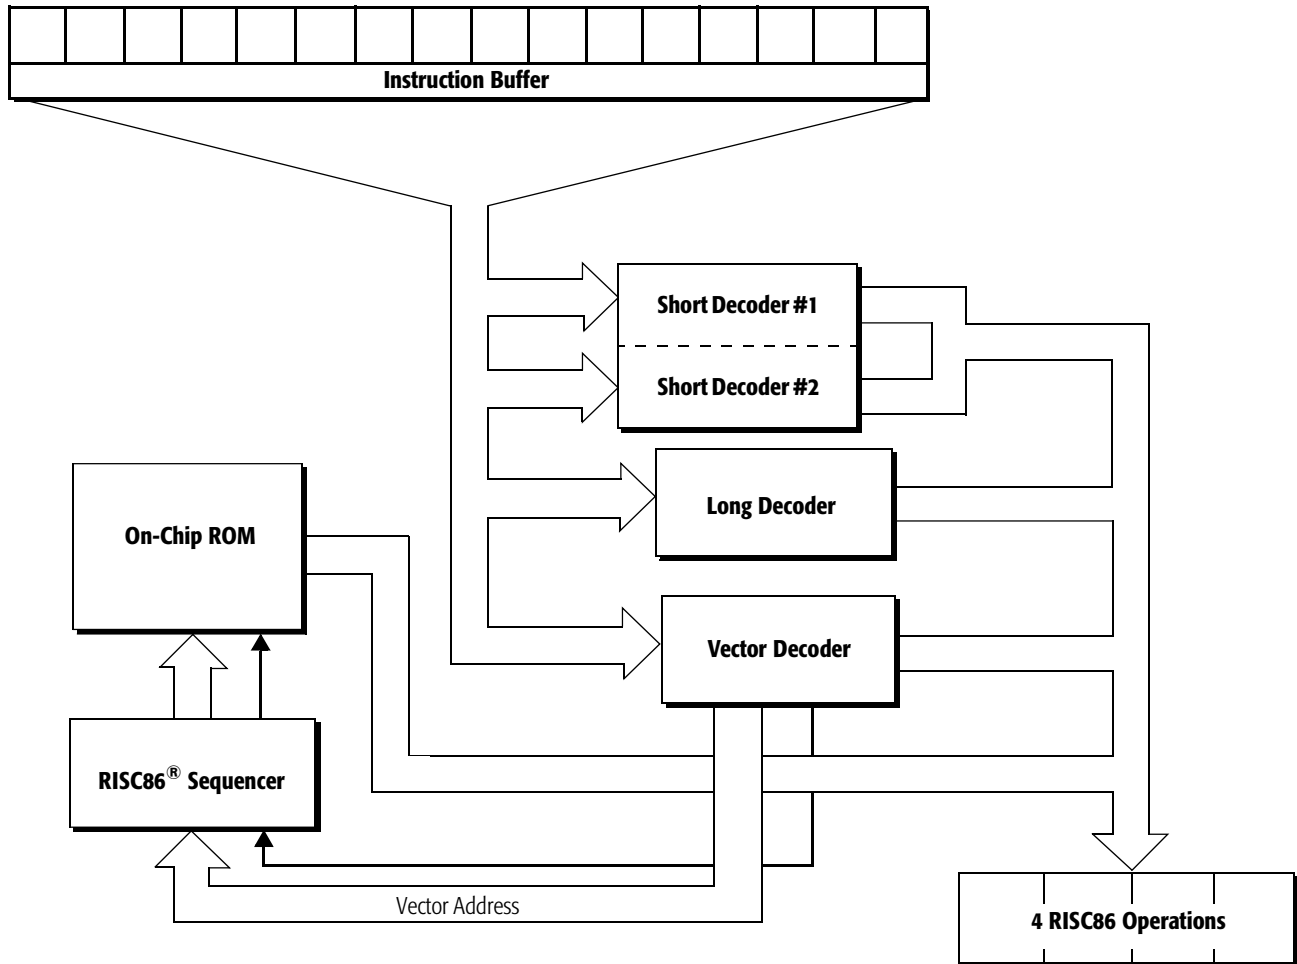 Instruction Buffer
Short Decoder #1
Short Decoder #2
Long Decoder
On-Chip ROM
Vector Decoder
RISC86® Sequencer
Vector Address
4 RISC86 Operations